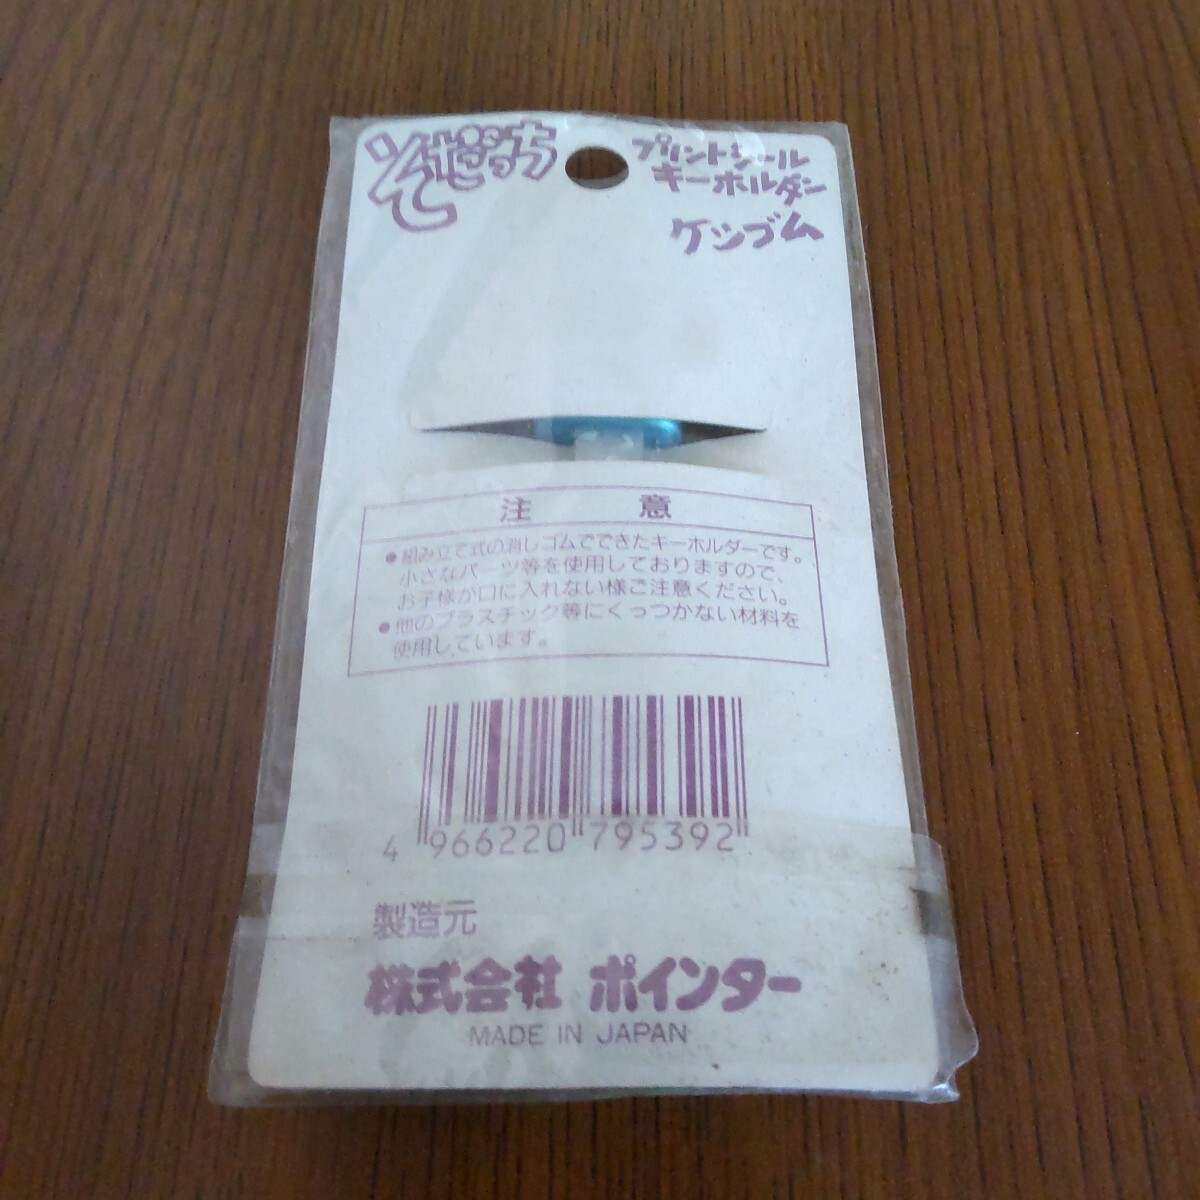 プリントシール
キーホルダン
ケシゴム
注意
●組み立て式の消しゴムでできたキーホルダーです。
小さなパーツ等を使用しておりますので、
お子様が口に入れない様ご注意ください。
●他のプラスチック等にくっつかない材料を
使用しています。
4 966220 795392
製造元
株式会社 ポインター
MADE IN JAPAN